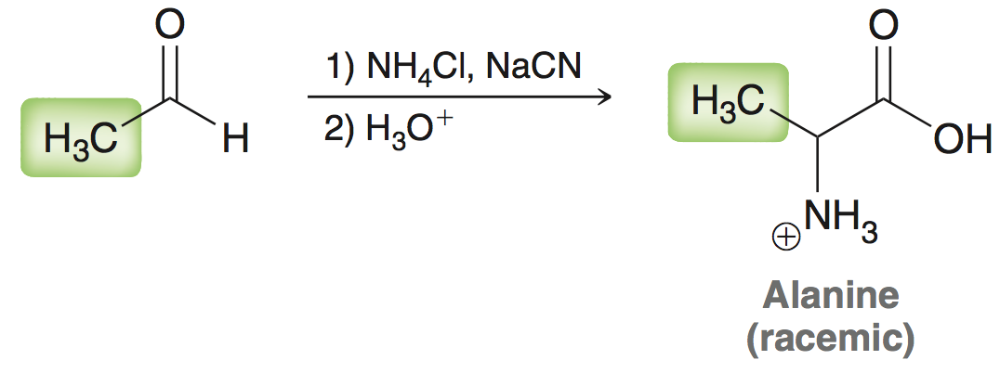 O
H₃C
H
1) NH₄Cl, NaCN
2) H₃O⁺
O
H₃C
OH
⊕
NH₃
Alanine
(racemic)